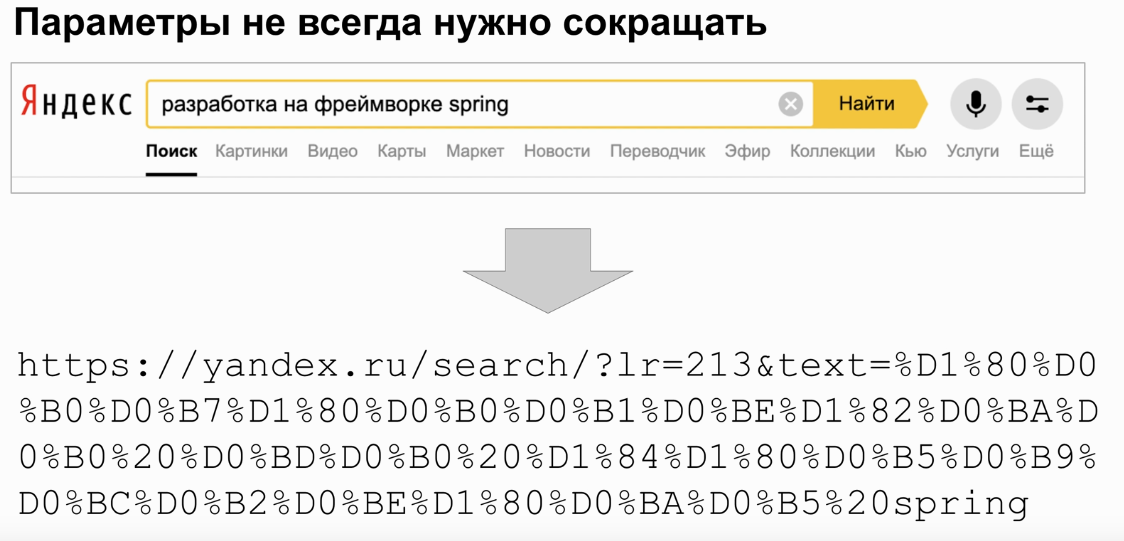 Параметры не всегда нужно сокращать
Яндекс разработка на фреймворке spring Найти
Поиск Картинки Видео Карты Маркет Новости Переводчик Эфир Коллекции Кью Услуги Ещё
https://yandex.ru/search/?lr=213&text=%D1%80%D0
%B0%D0%B7%D1%80%D0%B0%D0%B1%D0%BE%D1%82%D0%BA%D
0%B0%20%D0%BD%D0%B0%20%D1%84%D1%80%D0%B5%D0%B9%
D0%BC%D0%B2%D0%BE%D1%80%D0%BA%D0%B5%20spring